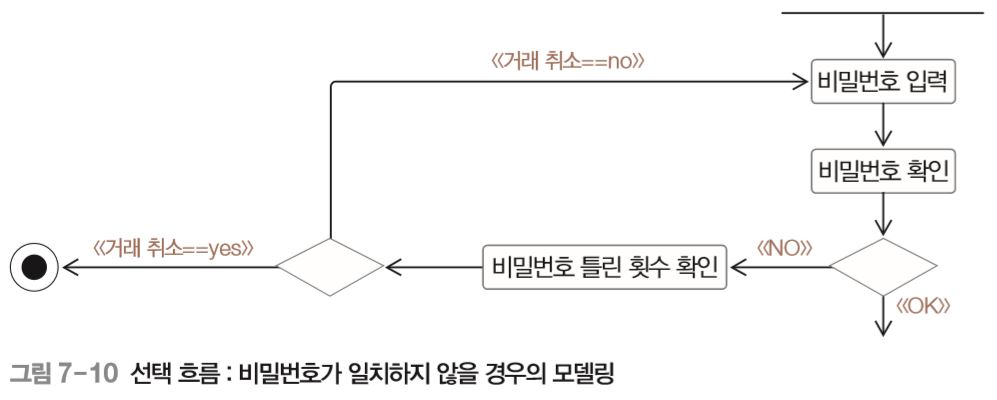 《거래 취소==no》
비밀번호 입력
비밀번호 확인
《거래 취소==yes》
비밀번호 틀린 횟수 확인
《NO》
《OK》
그림 7-10 선택 흐름 : 비밀번호가 일치하지 않을 경우의 모델링